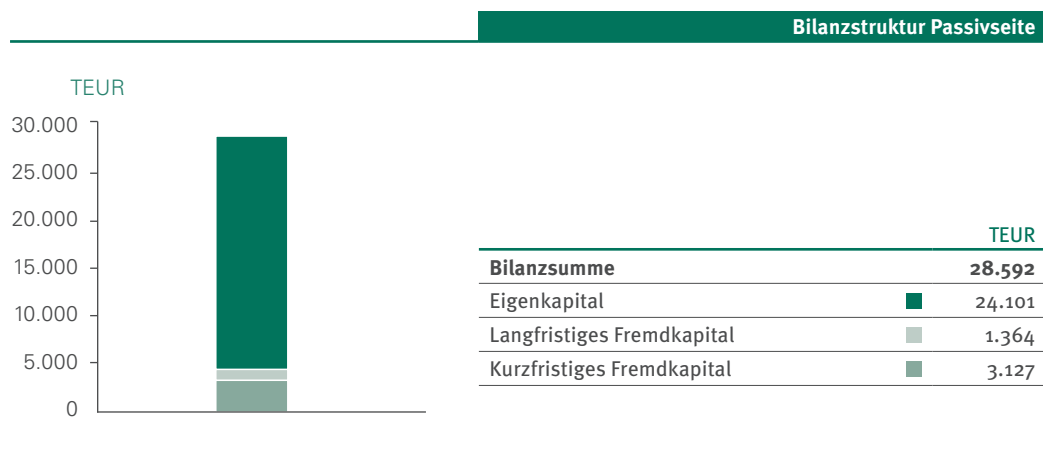 Bilanzstruktur Passivseite
TEUR
30.000
25.000
20.000
15.000
10.000
5.000
0
TEUR
Bilanzsumme 28.592
Eigenkapital 24.101
Langfristiges Fremdkapital 1.364
Kurzfristiges Fremdkapital 3.127